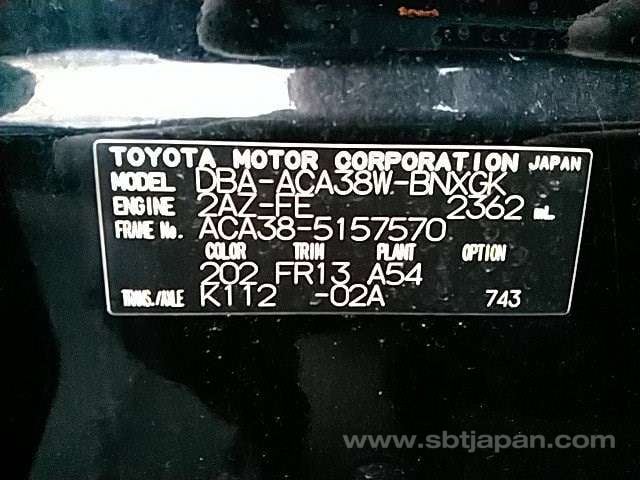 TOYOTA MOTOR CORPORATION JAPAN
MODEL DBA-ACA38W-BNXGK
ENGINE 2AZ-FE 2362 mL
FRAME No. ACA38-5157570
COLOR TRIM PLANT OPTION
202 FR13 A54
TRANS./AXLE K112 -02A 743
www.sbtjapan.com